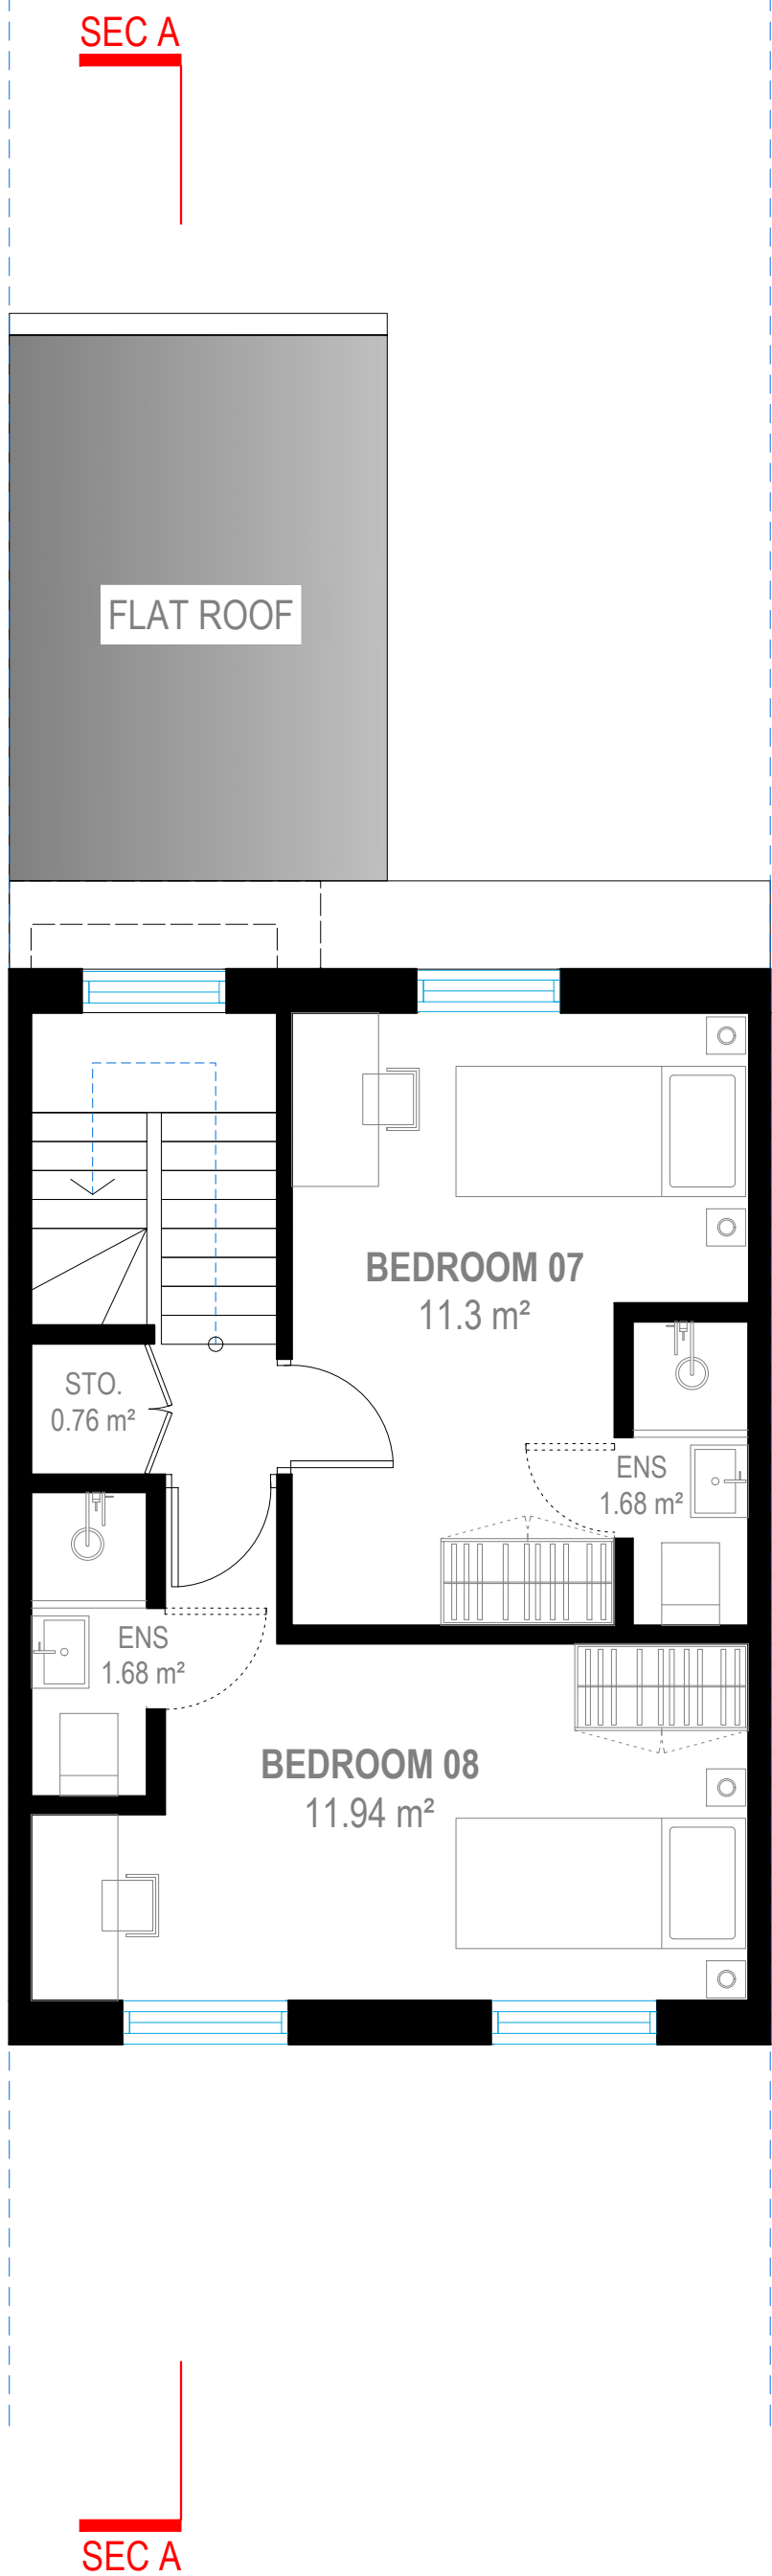 SEC A
FLAT ROOF
BEDROOM 07
11.3 m²
STO.
0.76 m²
ENS
1.68 m²
ENS
1.68 m²
BEDROOM 08
11.94 m²
SEC A